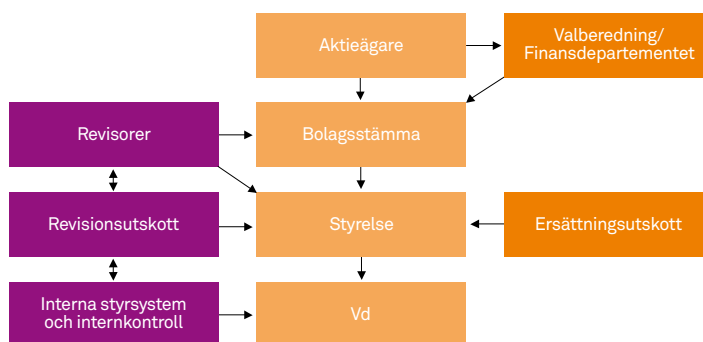 Aktieägare
Valberedning/
Finansdepartementet
Revisorer
Bolagsstämma
Revisionsutskott
Styrelse
Ersättningsutskott
Interna styrsystem
och internkontroll
Vd